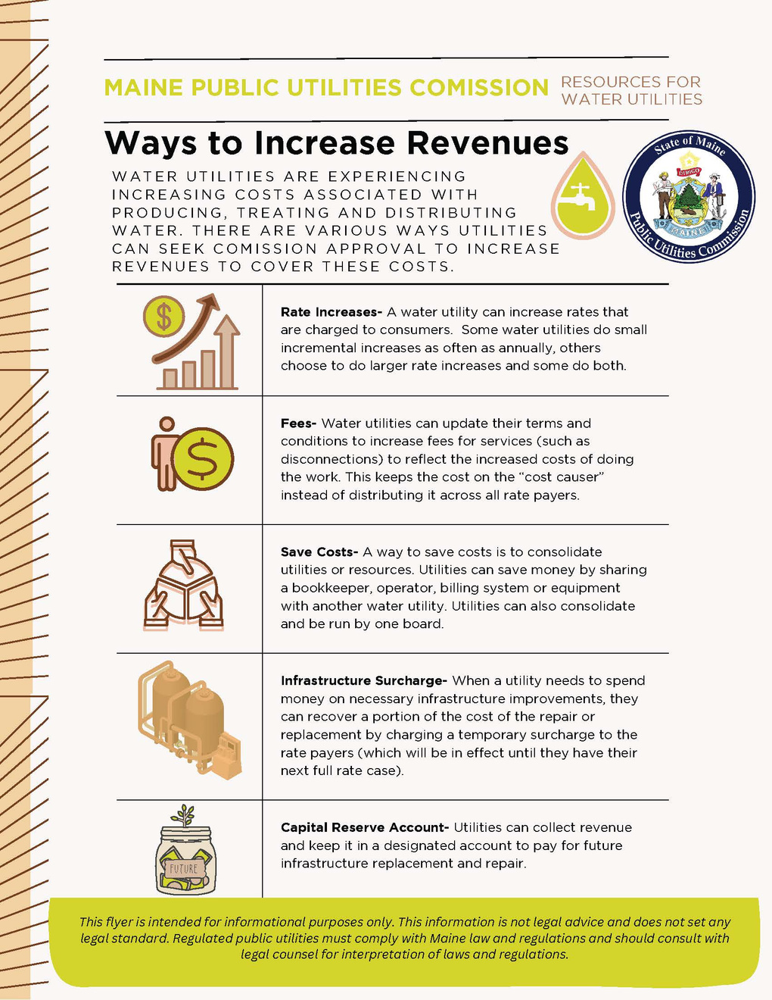 MAINE PUBLIC UTILITIES COMISSION
RESOURCES FOR
WATER UTILITIES
Ways to Increase Revenues
WATER UTILITIES ARE EXPERIENCING
INCREASING COSTS ASSOCIATED WITH
PRODUCING, TREATING AND DISTRIBUTING
WATER. THERE ARE VARIOUS WAYS UTILITIES
CAN SEEK COMISSION APPROVAL TO INCREASE
REVENUES TO COVER THESE COSTS.
State of Maine
DIRIGO
MAINE
Public Utilities Commission
$
Rate Increases- A water utility can increase rates that
are charged to consumers.  Some water utilities do small
incremental increases as often as annually, others
choose to do larger rate increases and some do both.
$
Fees- Water utilities can update their terms and
conditions to increase fees for services (such as
disconnections) to reflect the increased costs of doing
the work. This keeps the cost on the “cost causer”
instead of distributing it across all rate payers.
Save Costs- A way to save costs is to consolidate
utilities or resources. Utilities can save money by sharing
a bookkeeper, operator, billing system or equipment
with another water utility. Utilities can also consolidate
and be run by one board.
Infrastructure Surcharge- When a utility needs to spend
money on necessary infrastructure improvements, they
can recover a portion of the cost of the repair or
replacement by charging a temporary surcharge to the
rate payers (which will be in effect until they have their
next full rate case).
FUTURE
Capital Reserve Account- Utilities can collect revenue
and keep it in a designated account to pay for future
infrastructure replacement and repair.
This flyer is intended for informational purposes only. This information is not legal advice and does not set any
legal standard. Regulated public utilities must comply with Maine law and regulations and should consult with
legal counsel for interpretation of laws and regulations.